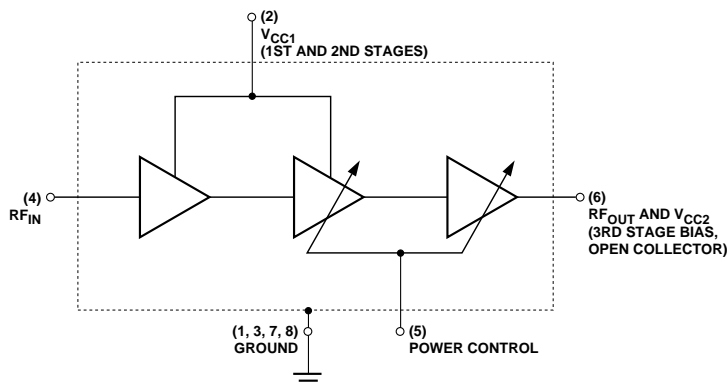 (2)
VCC1
(1ST AND 2ND STAGES)
(4)
RFIN
(6)
RFOUT AND VCC2
(3RD STAGE BIAS,
OPEN COLLECTOR)
(1, 3, 7, 8)
GROUND
(5)
POWER CONTROL